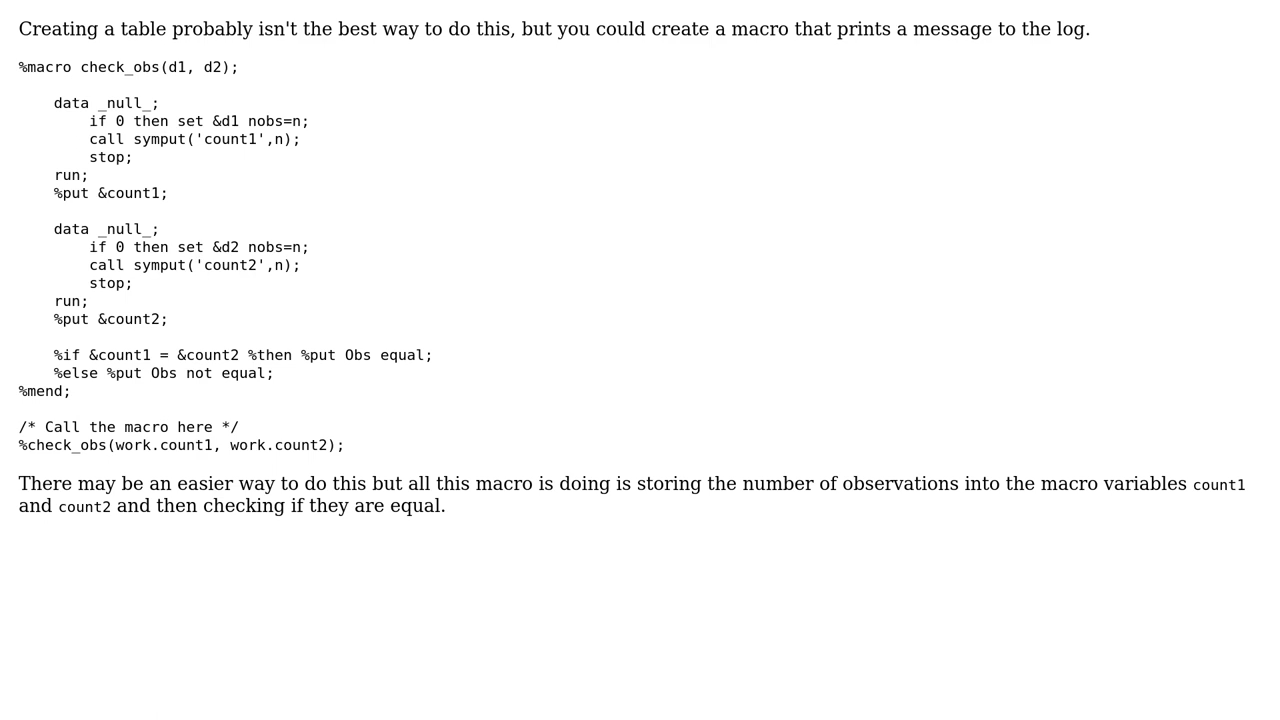 Creating a table probably isn't the best way to do this, but you could create a macro that prints a message to the log.
%macro check_obs(d1, d2);
    data _null_;
        if 0 then set &d1 nobs=n;
        call symput('count1',n);
        stop;
    run;
    %put &count1;
    data _null_;
        if 0 then set &d2 nobs=n;
        call symput('count2',n);
        stop;
    run;
    %put &count2;
    %if &count1 = &count2 %then %put Obs equal;
    %else %put Obs not equal;
%mend;
/* Call the macro here */
%check_obs(work.count1, work.count2);
There may be an easier way to do this but all this macro is doing is storing the number of observations into the macro variables count1
and count2 and then checking if they are equal.